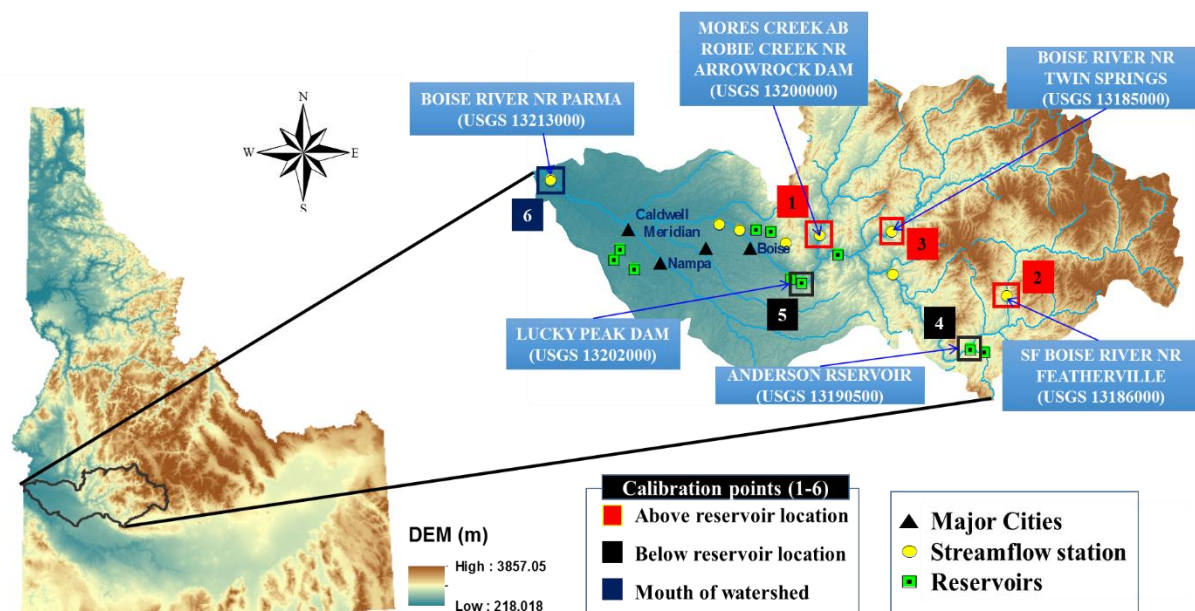 MORES CREEK AB
ROBIE CREEK NR
ARROWROCK DAM
(USGS 13200000)
BOISE RIVER NR
TWIN SPRINGS
(USGS 13185000)
BOISE RIVER NR PARMA
(USGS 13213000)
N
W
E
S
1
6
3
2
5
4
Caldwell
Meridian
Boise
Nampa
LUCKY PEAK DAM
(USGS 13202000)
ANDERSON RSERVOIR
(USGS 13190500)
SF BOISE RIVER NR
FEATHERVILLE
(USGS 13186000)
DEM (m)
High : 3857.05
Low : 218.018
Calibration points (1-6)
Above reservoir location
Below reservoir location
Mouth of watershed
Major Cities
Streamflow station
Reservoirs